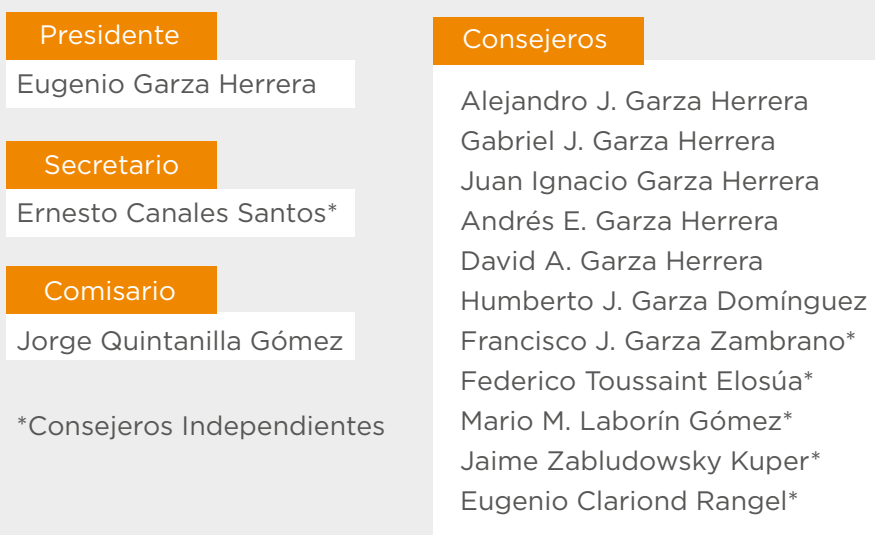 Presidente
Eugenio Garza Herrera
Secretario
Ernesto Canales Santos*
Comisario
Jorge Quintanilla Gómez
*Consejeros Independientes
Consejeros
Alejandro J. Garza Herrera
Gabriel J. Garza Herrera
Juan Ignacio Garza Herrera
Andrés E. Garza Herrera
David A. Garza Herrera
Humberto J. Garza Domínguez
Francisco J. Garza Zambrano*
Federico Toussaint Elosúa*
Mario M. Laborín Gómez*
Jaime Zabludowsky Kuper*
Eugenio Clariond Rangel*